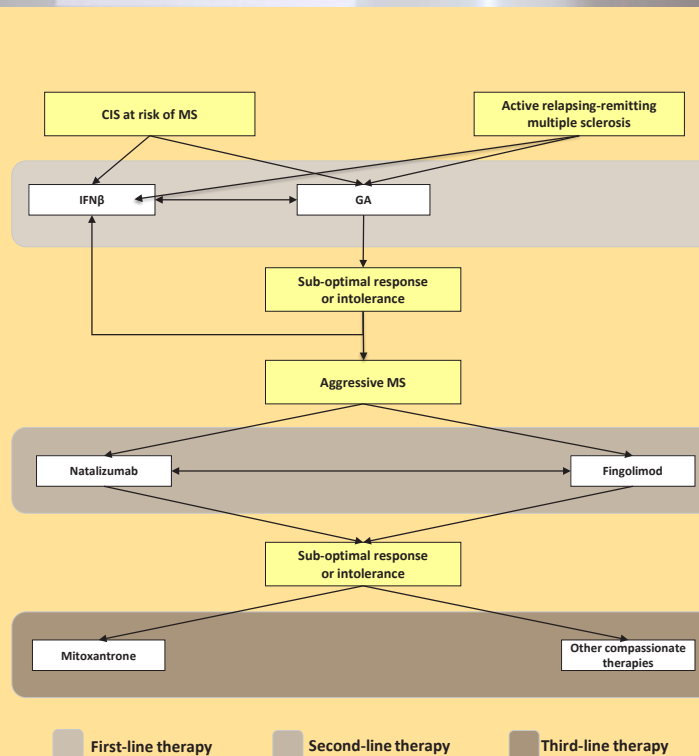 CIS at risk of MS
Active relapsing-remitting
multiple sclerosis
IFNβ
GA
Sub-optimal response
or intolerance
Aggressive MS
Natalizumab
Fingolimod
Sub-optimal response
or intolerance
Mitoxantrone
Other compassionate
therapies
First-line therapy
Second-line therapy
Third-line therapy